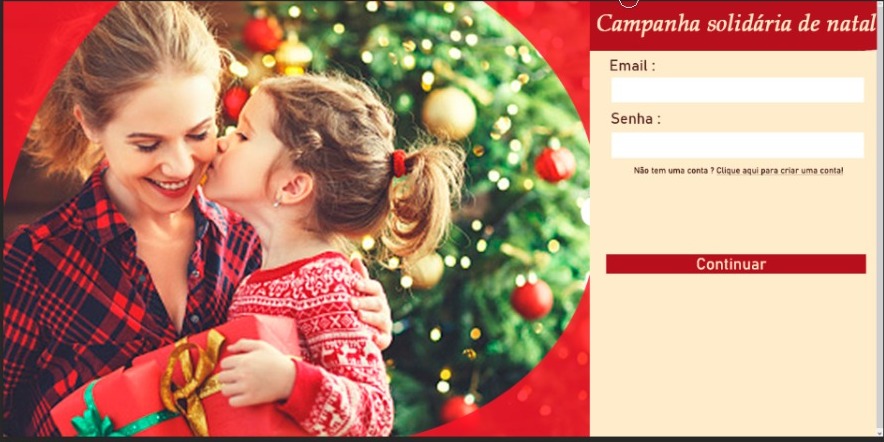 Campanha solidária de natal
Email :
Senha :
Não tem uma conta ? Clique aqui para criar uma conta!
Continuar